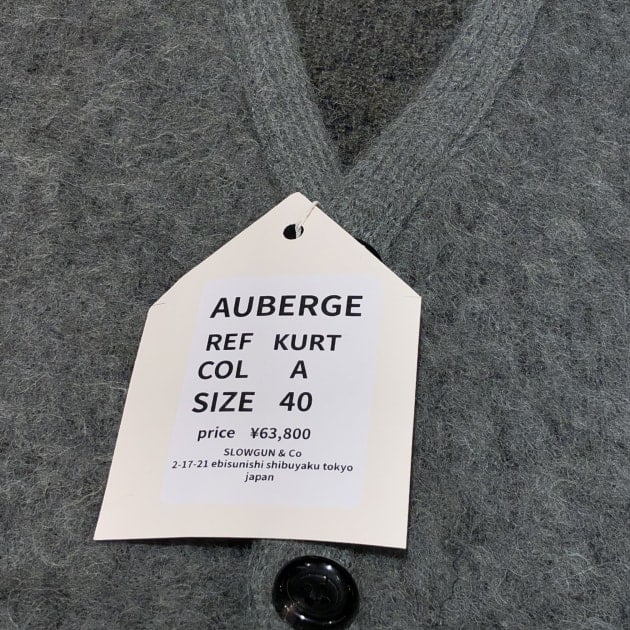 AUBERGE
REF KURT
COL A
SIZE 40
price ¥63,800
SLOWGUN & Co
2-17-21 ebisunishi shibuyaku tokyo
japan